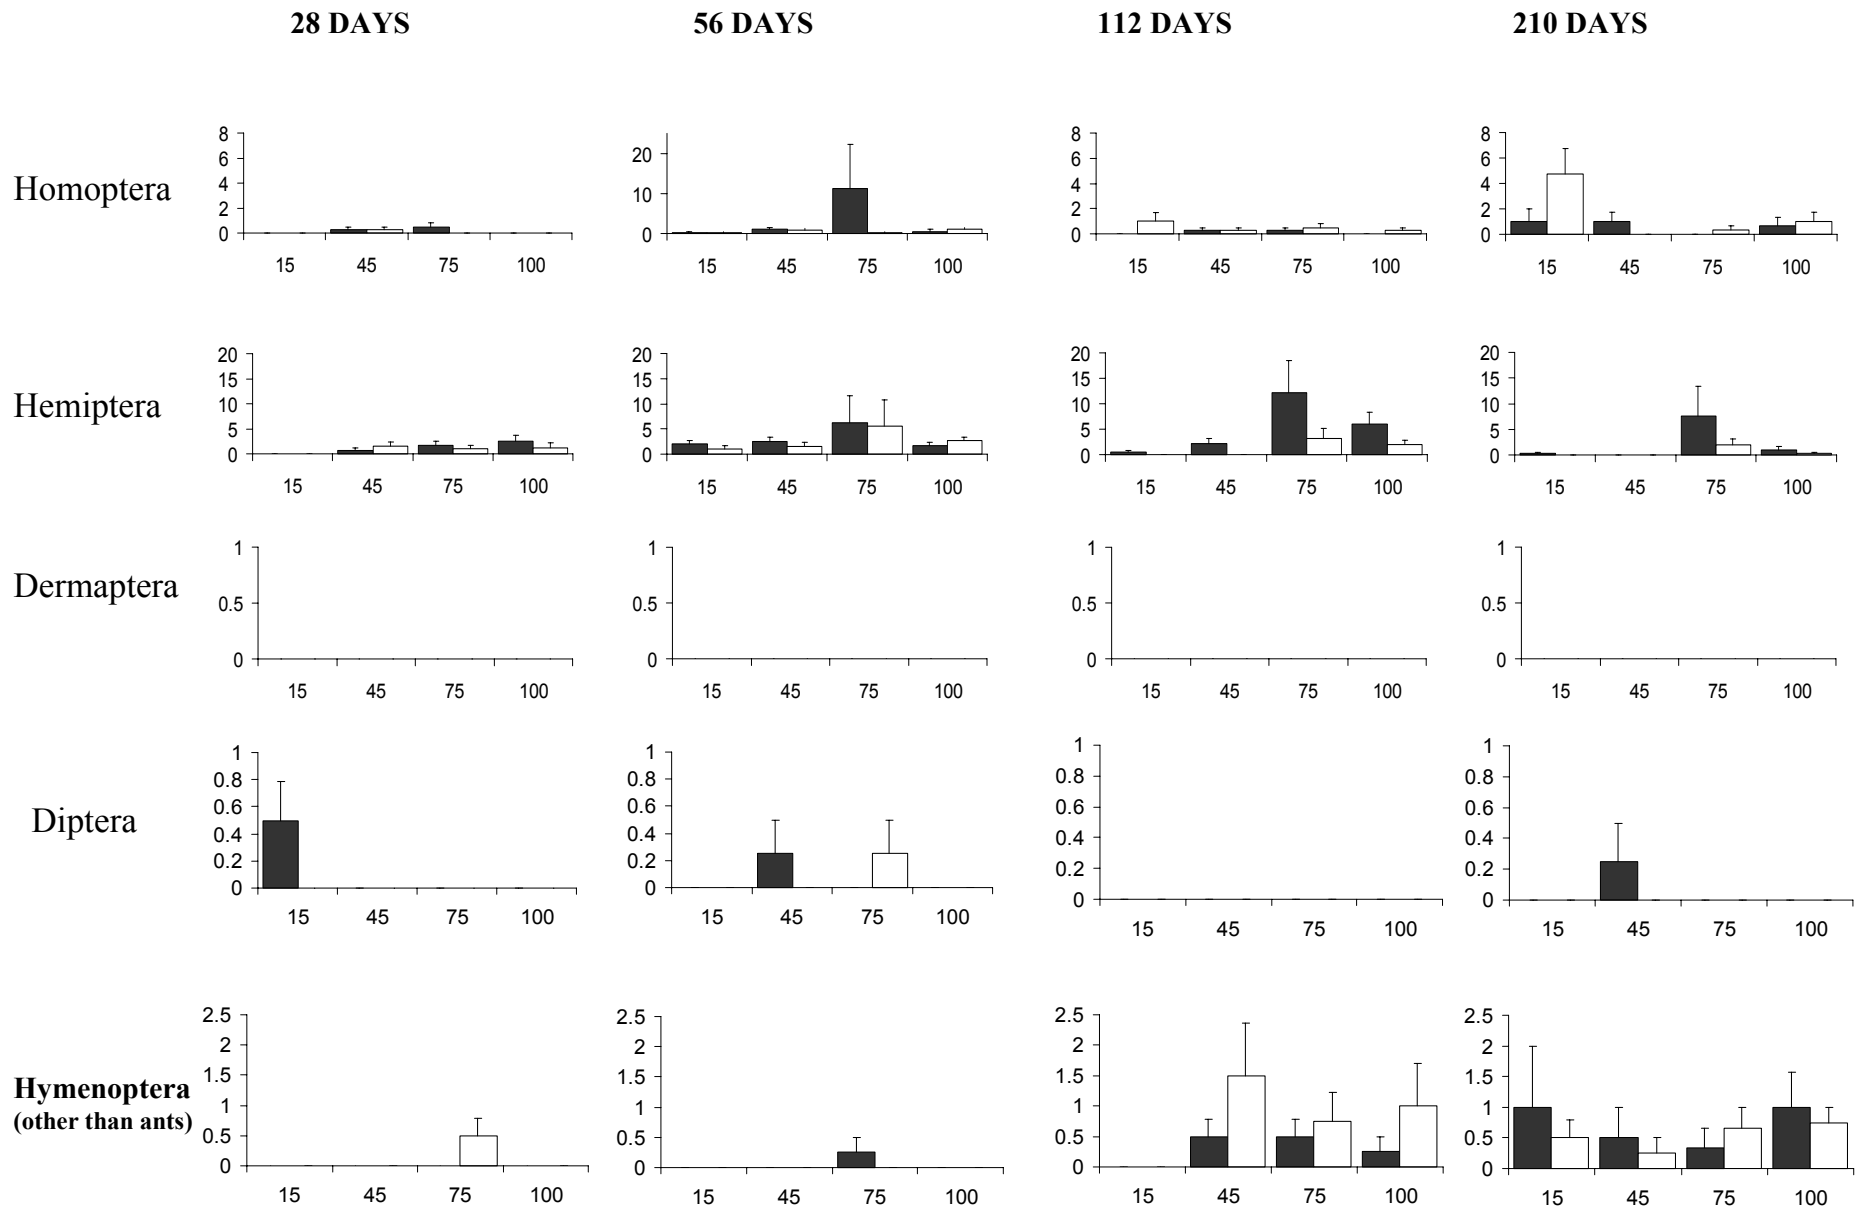 28 DAYS 56 DAYS 112 DAYS 210 DAYS
Homoptera
8 6 4 2 0
15 45 75 100
20 10 0
15 45 75 100
8 6 4 2 0
15 45 75 100
8 6 4 2 0
15 45 75 100
Hemiptera
20 15 10 5 0
15 45 75 100
20 15 10 5 0
15 45 75 100
20 15 10 5 0
15 45 75 100
20 15 10 5 0
15 45 75 100
Dermaptera
1 0.5 0
15 45 75 100
1 0.5 0
15 45 75 100
1 0.5 0
15 45 75 100
1 0.5 0
15 45 75 100
Diptera
1 0.8 0.6 0.4 0.2 0
15 45 75 100
1 0.8 0.6 0.4 0.2 0
15 45 75 100
1 0.8 0.6 0.4 0.2 0
15 45 75 100
1 0.8 0.6 0.4 0.2 0
15 45 75 100
Hymenoptera
(other than ants)
2.5 2 1.5 1 0.5 0
15 45 75 100
2.5 2 1.5 1 0.5 0
15 45 75 100
2.5 2 1.5 1 0.5 0
15 45 75 100
2.5 2 1.5 1 0.5 0
15 45 75 100